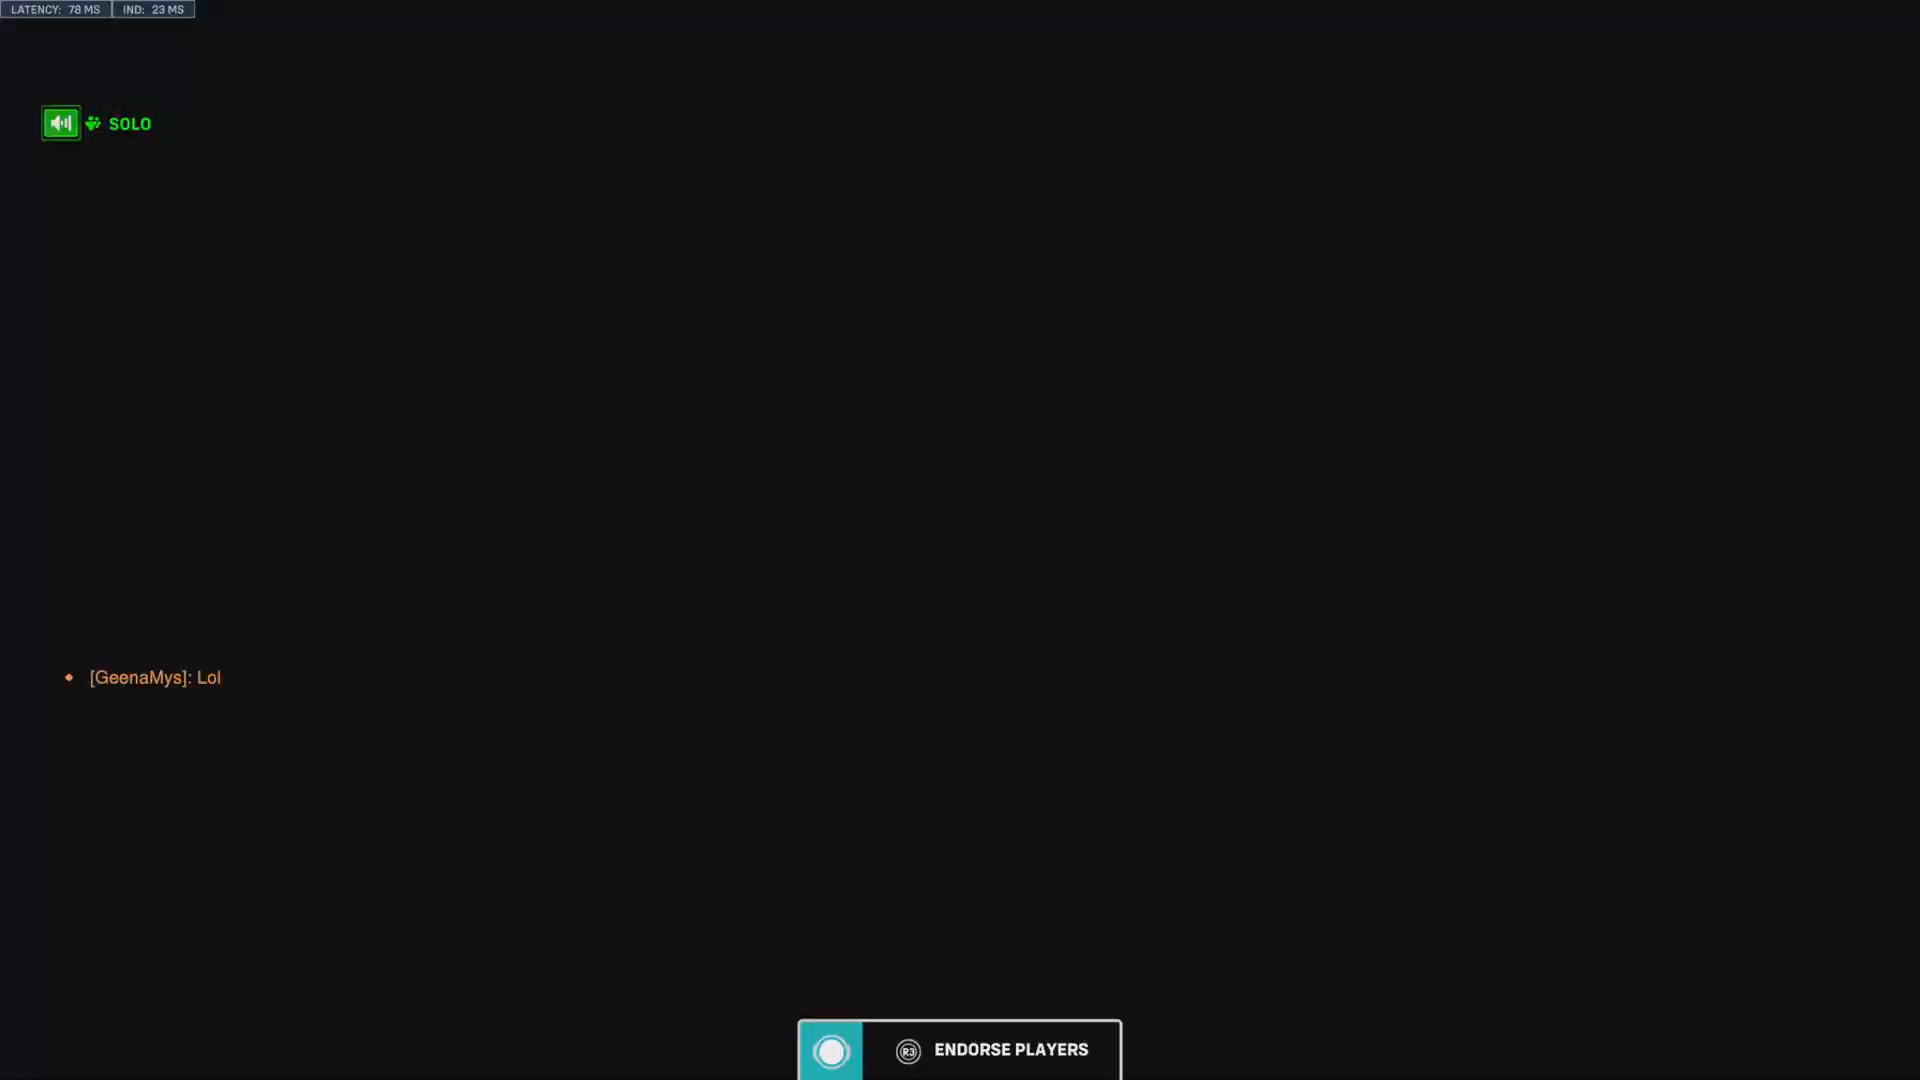 LATENCY: 78 MS IND: 23 MS
SOLO
[GeenaMys]: Lol
R3 ENDORSE PLAYERS